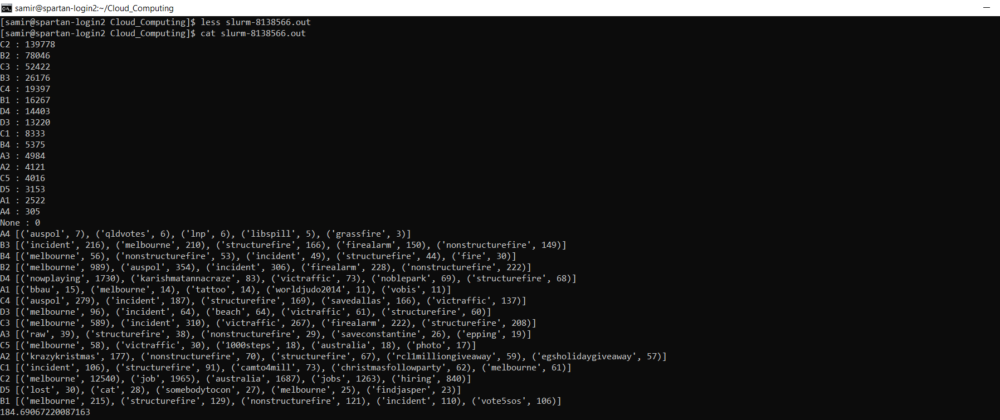 samir@spartan-login2:~/Cloud_Computing
[samir@spartan-login2 Cloud_Computing]$ less slurm-8138566.out
[samir@spartan-login2 Cloud_Computing]$ cat slurm-8138566.out
C2 : 139778
B2 : 78046
C3 : 52422
B3 : 26176
C4 : 19397
B1 : 16267
D4 : 14403
D3 : 13220
C1 : 8333
B4 : 5375
A3 : 4984
A2 : 4121
C5 : 4016
D5 : 3153
A1 : 2522
A4 : 305
None : 0
A4 [('auspol', 7), ('qldvotes', 6), ('lnp', 6), ('libspill', 5), ('grassfire', 3)]
B3 [('incident', 216), ('melbourne', 210), ('structurefire', 166), ('firealarm', 150), ('nonstructurefire', 149)]
B4 [('melbourne', 56), ('nonstructurefire', 53), ('incident', 49), ('structurefire', 44), ('fire', 30)]
B2 [('melbourne', 989), ('auspol', 354), ('incident', 306), ('firealarm', 228), ('nonstructurefire', 222)]
D4 [('nowplaying', 1730), ('karishmatannacraze', 83), ('victraffic', 73), ('noblepark', 69), ('structurefire', 68)]
A1 [('bbau', 15), ('melbourne', 14), ('tattoo', 14), ('worldjudo2014', 11), ('vobis', 11)]
C4 [('auspol', 279), ('incident', 187), ('structurefire', 169), ('savedallas', 166), ('victraffic', 137)]
D3 [('melbourne', 96), ('incident', 64), ('beach', 64), ('victraffic', 61), ('structurefire', 60)]
C3 [('melbourne', 589), ('incident', 310), ('victraffic', 267), ('firealarm', 222), ('structurefire', 208)]
A3 [('raw', 39), ('structurefire', 38), ('nonstructurefire', 29), ('saveconstantine', 26), ('epping', 19)]
C5 [('melbourne', 58), ('victraffic', 30), ('1000steps', 18), ('australia', 18), ('photo', 17)]
A2 [('krazykristmas', 177), ('nonstructurefire', 70), ('structurefire', 67), ('rcl1milliongiveaway', 59), ('egsholidaygiveaway', 57)]
C1 [('incident', 106), ('structurefire', 91), ('camto4mill', 73), ('christmasfollowparty', 62), ('melbourne', 61)]
C2 [('melbourne', 12540), ('job', 1965), ('australia', 1687), ('jobs', 1263), ('hiring', 840)]
D5 [('lost', 30), ('cat', 28), ('somebodytocon', 27), ('melbourne', 25), ('findjasper', 23)]
B1 [('melbourne', 215), ('structurefire', 129), ('nonstructurefire', 121), ('incident', 110), ('vote5sos', 106)]
184.69067220087163